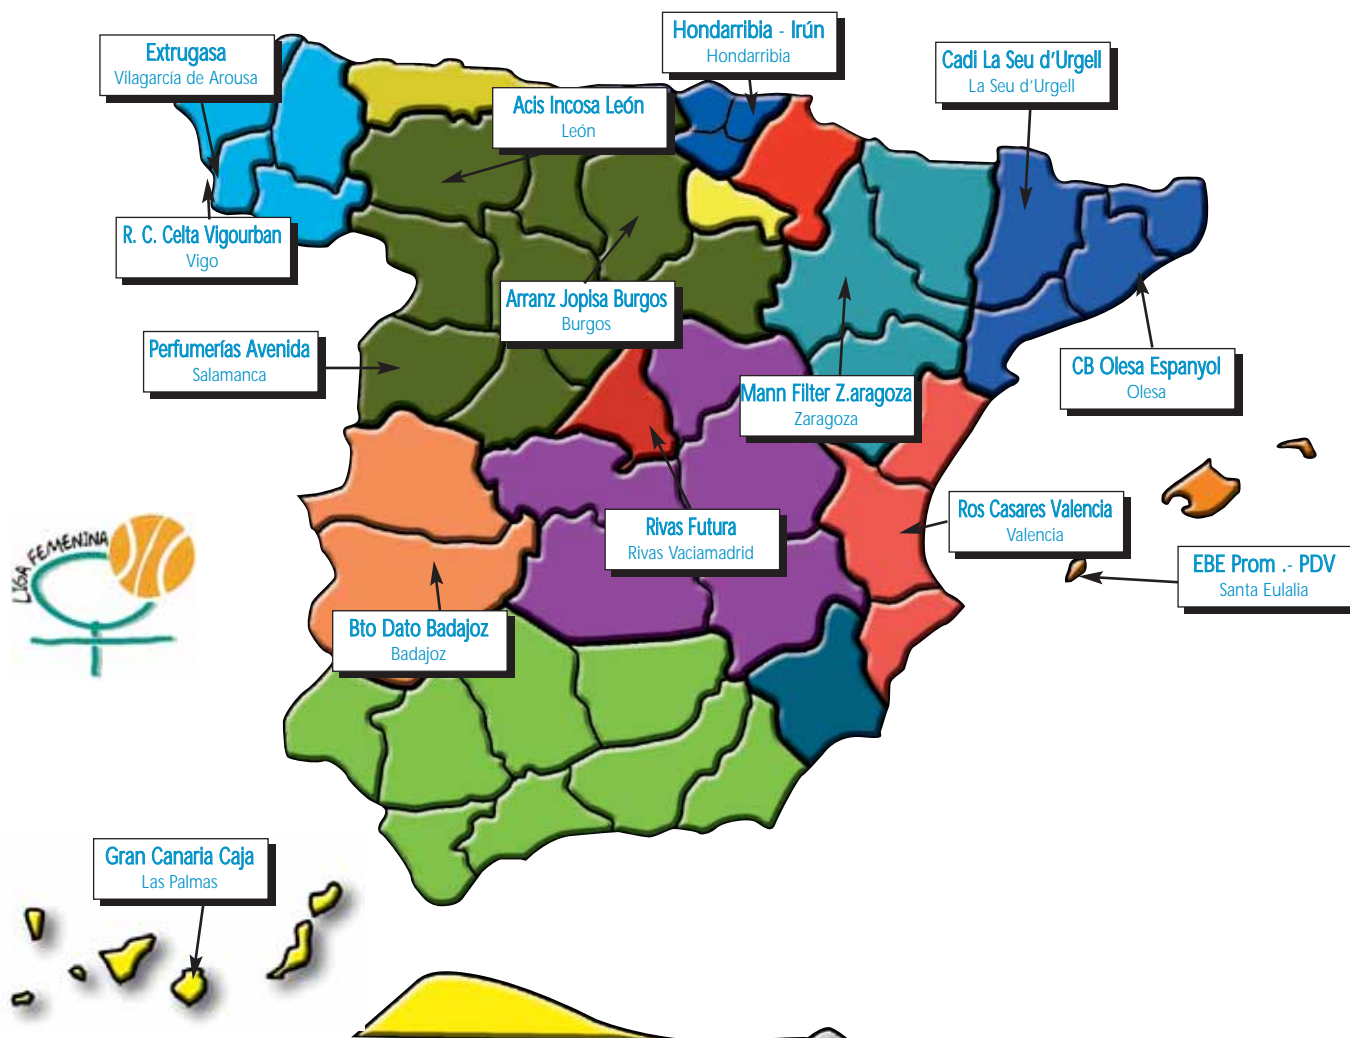 Hondarribia - Irún
Hondarribia
Extrugasa
Vilagarcía de Arousa
Cadi La Seu d'Urgell
La Seu d'Urgell
Acis Incosa León
León
R. C. Celta Vigourban
Vigo
Arranz Jopisa Burgos
Burgos
Perfumerías Avenida
Salamanca
CB Olesa Espanyol
Olesa
Mann Filter Z.aragoza
Zaragoza
Ros Casares Valencia
Valencia
Rivas Futura
Rivas Vaciamadrid
LIGA FEMENINA
EBE Prom .- PDV
Santa Eulalia
Bto Dato Badajoz
Badajoz
Gran Canaria Caja
Las Palmas